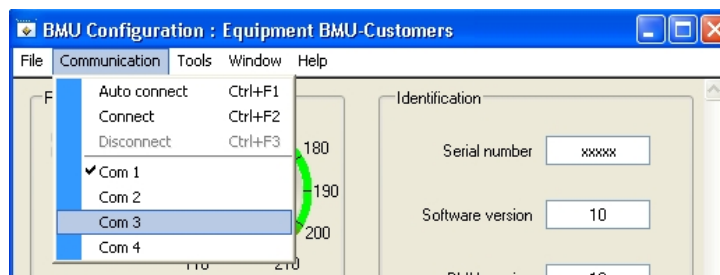 BMU Configuration : Equipment BMU-Customers
File Communication Tools Window Help
Auto connect Ctrl+F1
Connect Ctrl+F2
Disconnect Ctrl+F3
Com 1
Com 2
Com 3
Com 4
F
180
190
200
210
110
Identification
Serial number xxxxx
Software version 10